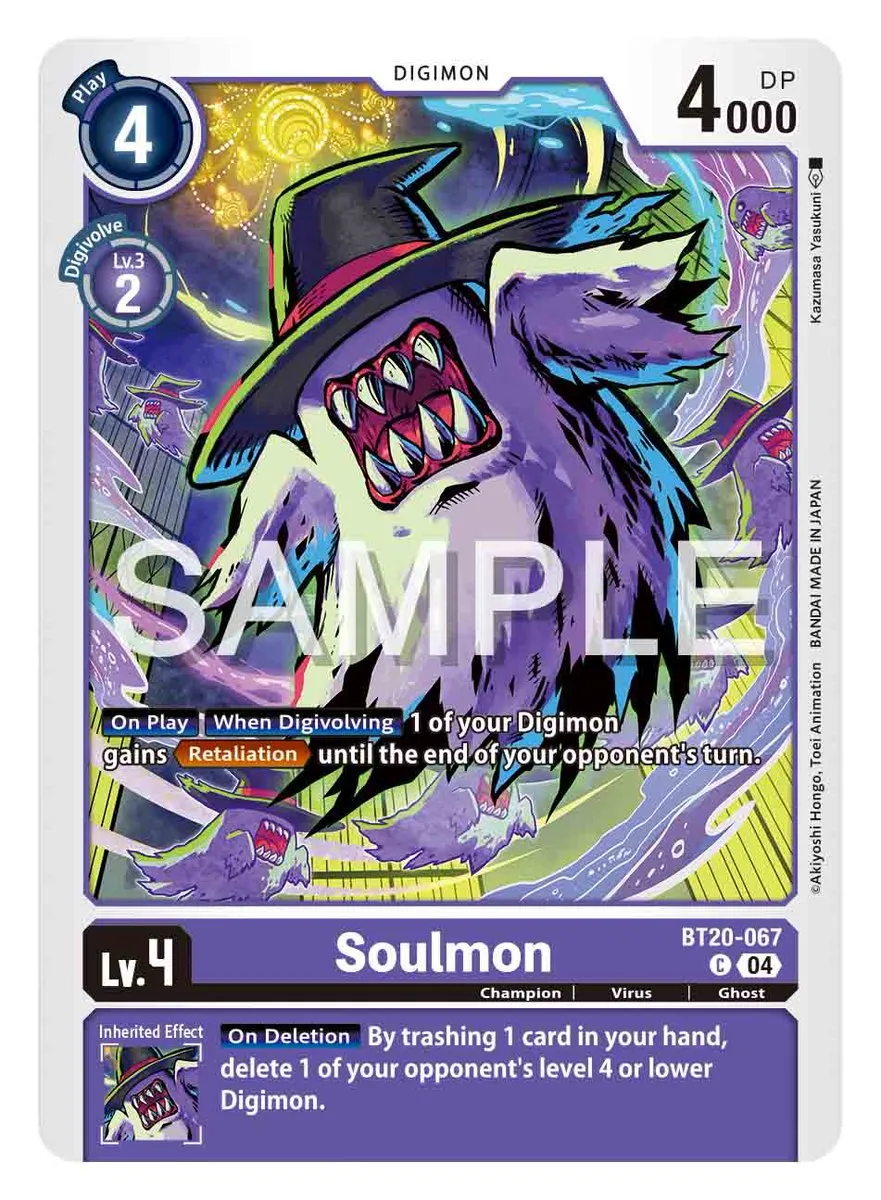 DIGIMON
Play
4
4000
DP
Digivolve
Lv.3
2
Kazumasa Yasukuni
SAMPLE
On Play When Digivolving 1 of your Digimon
gains Retaliation until the end of your opponent's turn.
©Akiyoshi Hongo, Toei Animation BANDAI MADE IN JAPAN
Lv.4
Soulmon
BT20-067
C 04
Champion | Virus | Ghost
Inherited Effect
On Deletion By trashing 1 card in your hand,
delete 1 of your opponent's level 4 or lower
Digimon.